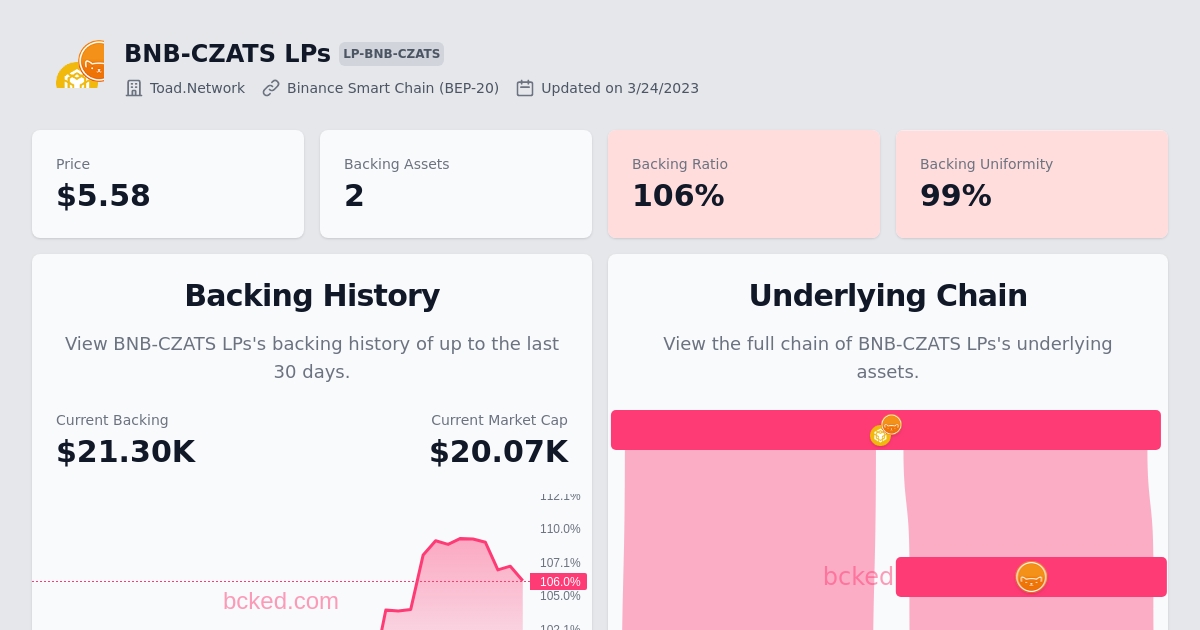 BNB-CZATS LPs LP-BNB-CZATS
Toad.Network Binance Smart Chain (BEP-20) Updated on 3/24/2023
Price
$5.58
Backing Assets
2
Backing Ratio
106%
Backing Uniformity
99%
Backing History
View BNB-CZATS LPs's backing history of up to the last
30 days.
Current Backing
$21.30K
Current Market Cap
$20.07K
112.1%
110.0%
107.1%
106.0%
105.0%
102.1%
bcked.com
Underlying Chain
View the full chain of BNB-CZATS LPs's underlying
assets.
bcked